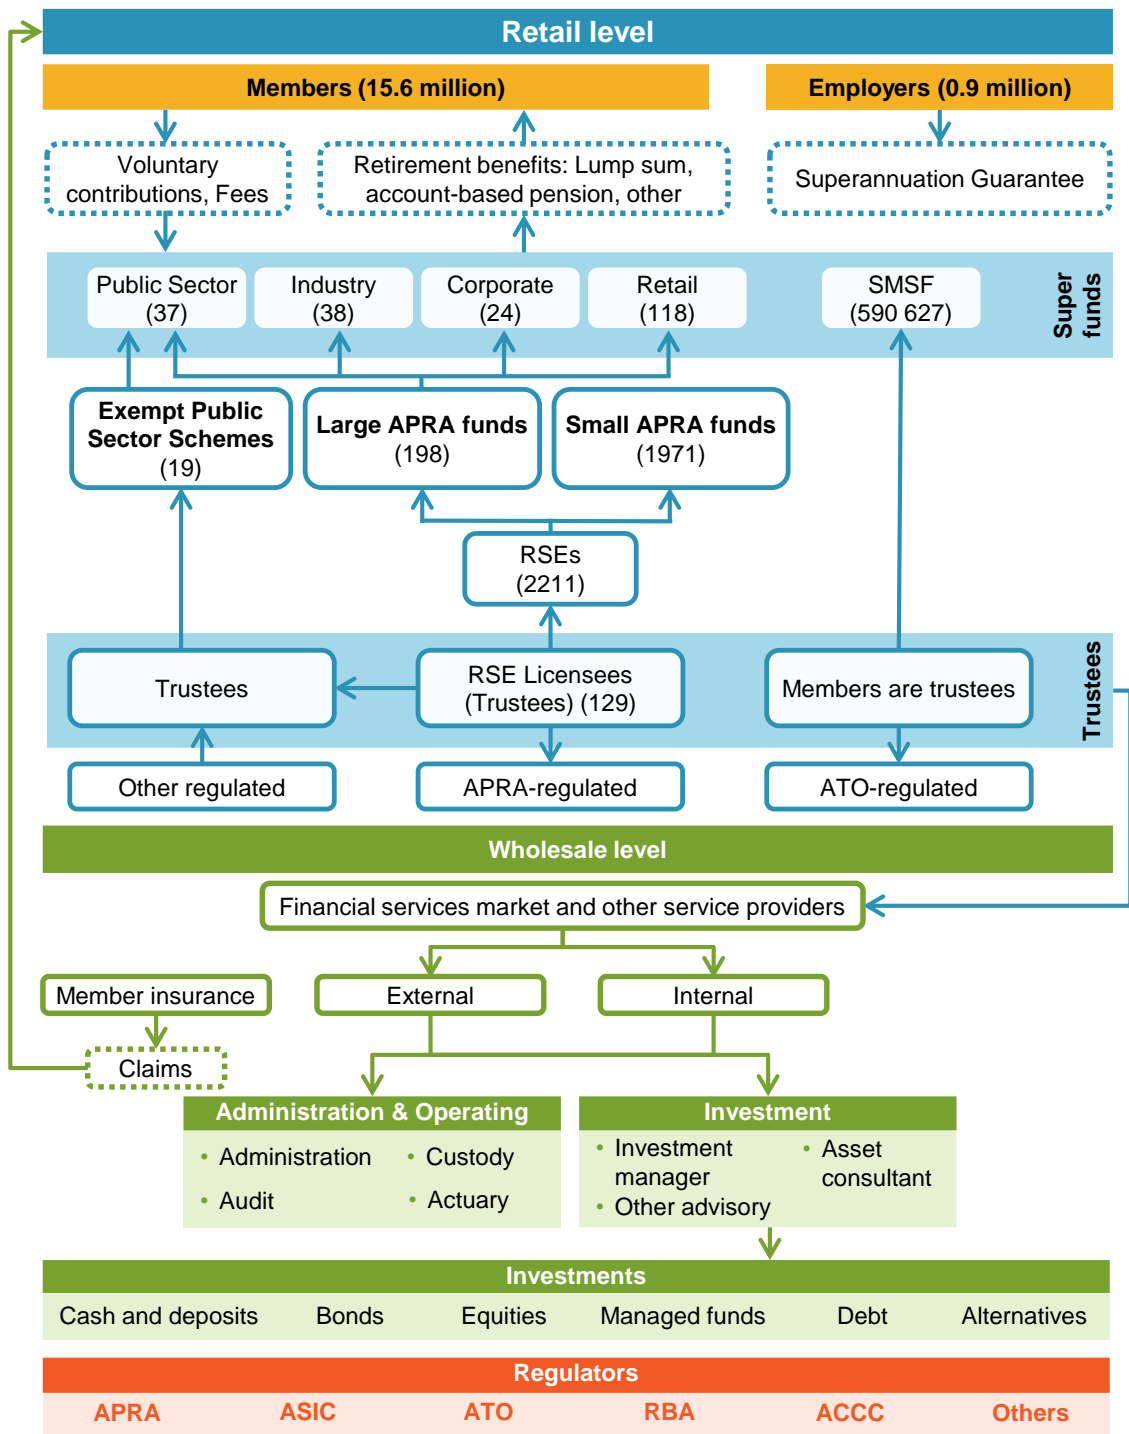 Retail level
Members (15.6 million)
Employers (0.9 million)
Voluntary
contributions, Fees
Retirement benefits: Lump sum,
account-based pension, other
Superannuation Guarantee
Public Sector
(37)
Industry
(38)
Corporate
(24)
Retail
(118)
SMSF
(590 627)
Super
funds
Exempt Public
Sector Schemes
(19)
Large APRA funds
(198)
Small APRA funds
(1971)
RSEs
(2211)
Trustees
RSE Licensees
(Trustees) (129)
Members are trustees
Trustees
Other regulated
APRA-regulated
ATO-regulated
Wholesale level
Financial services market and other service providers
Member insurance
External
Internal
Claims
Administration & Operating
• Administration
• Custody
• Audit
• Actuary
Investment
• Investment
manager
• Other advisory
• Asset
consultant
Investments
Cash and deposits
Bonds
Equities
Managed funds
Debt
Alternatives
Regulators
APRA
ASIC
ATO
RBA
ACCC
Others